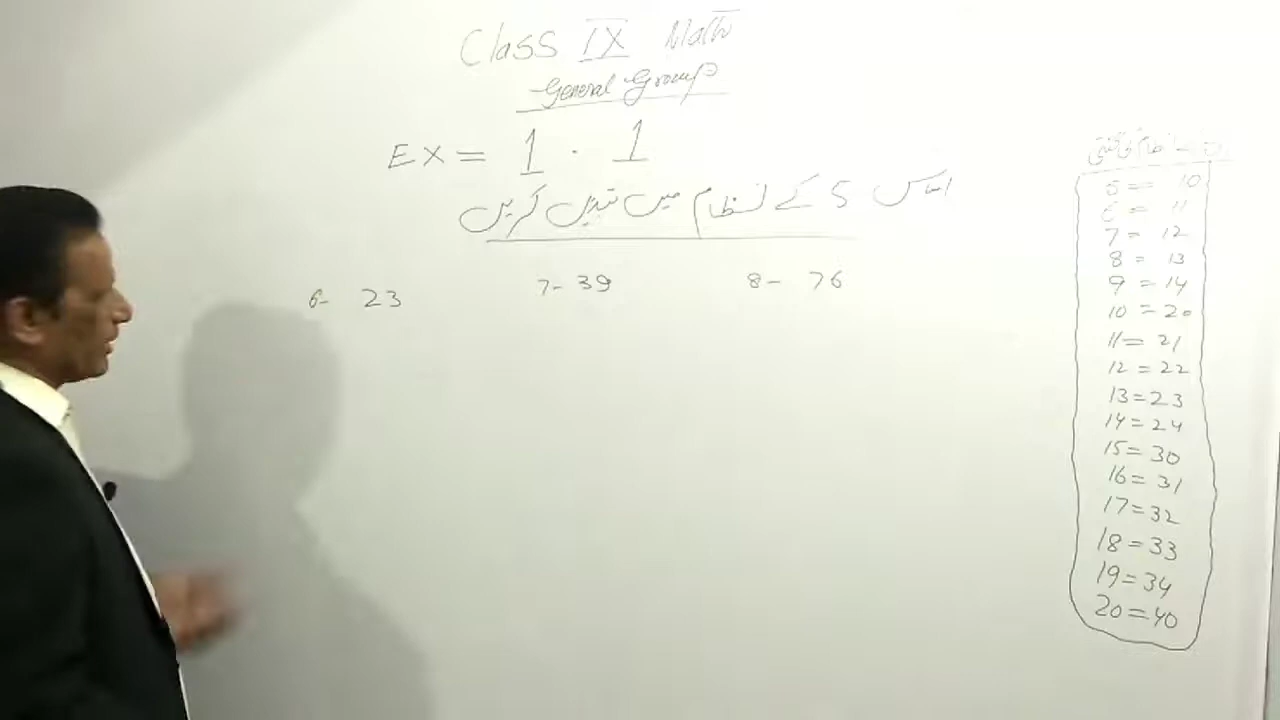 Class IX Math
General Group
EX = 1 . 1
اساس 5 کے نظام میں تبدیل کریں
6- 23 7- 39 8- 76
5 = 10
6 = 11
7 = 12
8 = 13
9 = 14
10 = 20
11 = 21
12 = 22
13 = 23
14 = 24
15 = 30
16 = 31
17 = 32
18 = 33
19 = 34
20 = 40